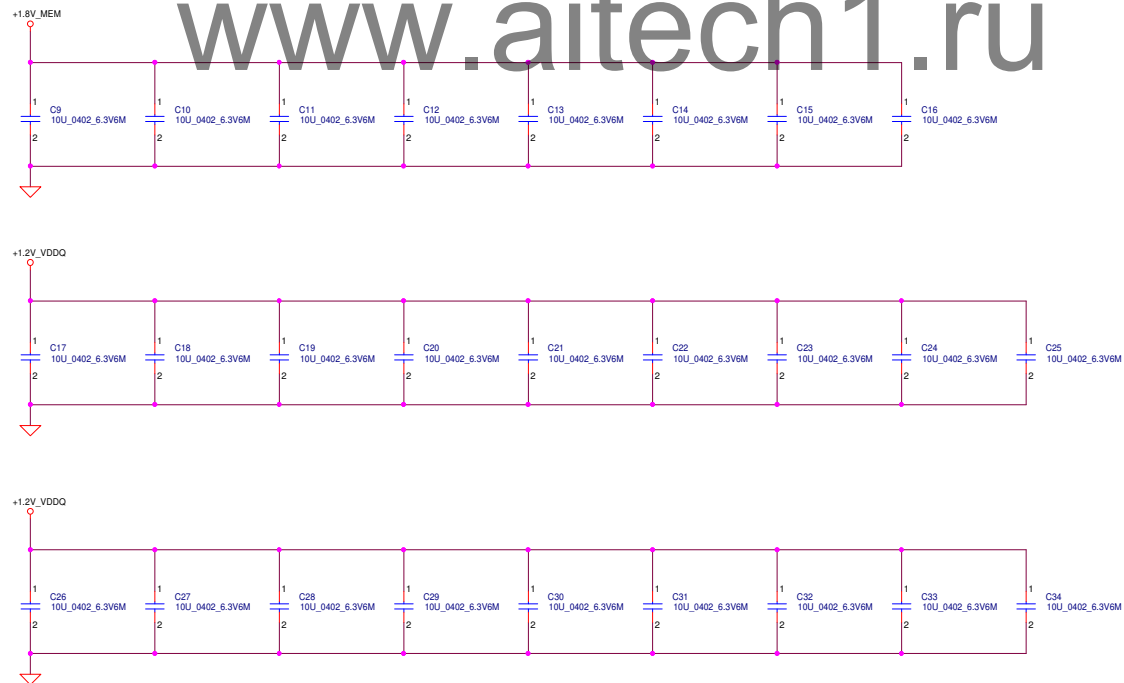 +1.8V_MEM
www.aitech1.ru
1 1 1 1 1 1 1 1
C9 C10 C11 C12 C13 C14 C15 C16
10U_0402_6.3V6M 10U_0402_6.3V6M 10U_0402_6.3V6M 10U_0402_6.3V6M 10U_0402_6.3V6M 10U_0402_6.3V6M 10U_0402_6.3V6M 10U_0402_6.3V6M
2 2 2 2 2 2 2 2
+1.2V_VDDQ
1 1 1 1 1 1 1 1 1
C17 C18 C19 C20 C21 C22 C23 C24 C25
10U_0402_6.3V6M 10U_0402_6.3V6M 10U_0402_6.3V6M 10U_0402_6.3V6M 10U_0402_6.3V6M 10U_0402_6.3V6M 10U_0402_6.3V6M 10U_0402_6.3V6M 10U_0402_6.3V6M
2 2 2 2 2 2 2 2 2
+1.2V_VDDQ
1 1 1 1 1 1 1 1 1
C26 C27 C28 C29 C30 C31 C32 C33 C34
10U_0402_6.3V6M 10U_0402_6.3V6M 10U_0402_6.3V6M 10U_0402_6.3V6M 10U_0402_6.3V6M 10U_0402_6.3V6M 10U_0402_6.3V6M 10U_0402_6.3V6M 10U_0402_6.3V6M
2 2 2 2 2 2 2 2 2